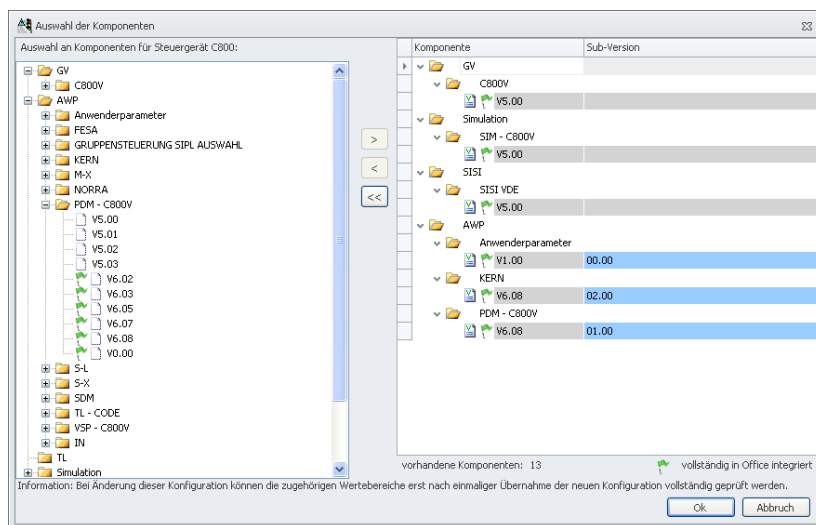 Auswahl der Komponenten
Auswahl an Komponenten für Steuergerät C800:
GV
C800V
AWP
Anwenderparameter
FESA
GRUPPENSTEUERUNG SIPL AUSWAHL
KERN
M-X
NORRA
PDM - C800V
V5.00
V5.01
V5.02
V5.03
V6.02
V6.03
V6.05
V6.07
V6.08
V0.00
S-L
S-X
SDM
TL - CODE
VSP - C800V
IN
TL
Simulation
>
<
<<
Komponente Sub-Version
GV
C800V
V5.00
Simulation
SIM - C800V
V5.00
SISI
SISI VDE
V5.00
AWP
Anwenderparameter
V1.00 00.00
KERN
V6.08 02.00
PDM - C800V
V6.08 01.00
vorhandene Komponenten: 13 vollständig in Office integriert
Information: Bei Änderung dieser Konfiguration können die zugehörigen Wertebereiche erst nach einmaliger Übernahme der neuen Konfiguration vollständig geprüft werden.
Ok Abbruch